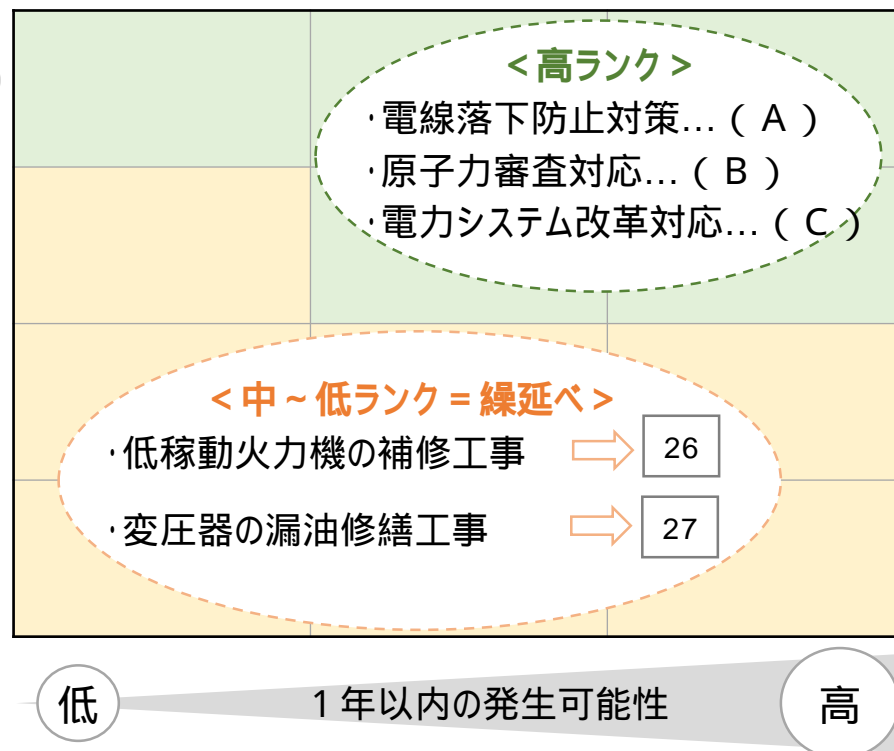 <高ランク>
・電線落下防止対策…(A)
・原子力審査対応…(B)
・電力システム改革対応…(C)
<中~低ランク=繰延べ>
・低稼動火力機の補修工事 26
・変圧器の漏油修繕工事 27
低 1年以内の発生可能性 高